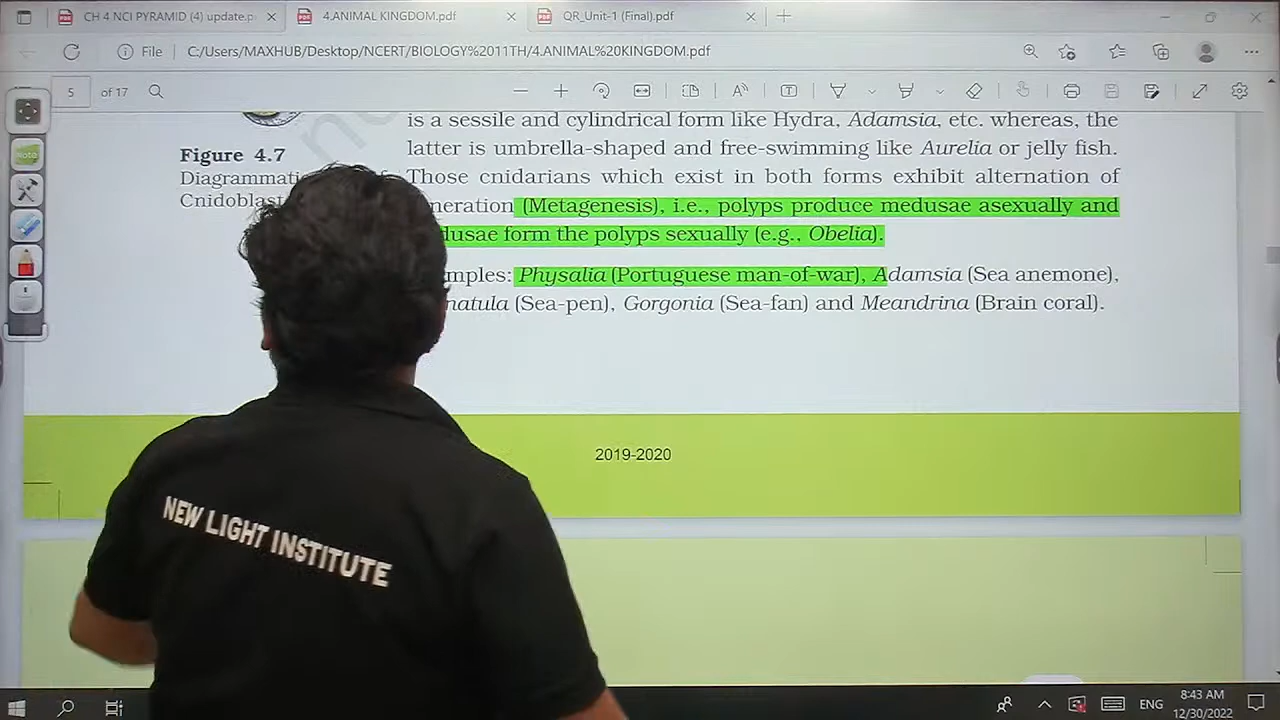 CH 4 NCI PYRAMID (4) update.p
4.ANIMAL KINGDOM.pdf
QR_Unit-1 (Final).pdf
File
C:/Users/MAXHUB/Desktop/NCERT/BIOLOGY%2011TH/4.ANIMAL%20KINGDOM.pdf
5 of 17
Note
is a sessile and cylindrical form like Hydra, Adamsia, etc. whereas, the
Figure 4.7
latter is umbrella-shaped and free-swimming like Aurelia or jelly fish.
Diagrammati
Those cnidarians which exist in both forms exhibit alternation of
Cnidoblast
neration (Metagenesis), i.e., polyps produce medusae asexually and
dusae form the polyps sexually (e.g., Obelia).
mples: Physalia (Portuguese man-of-war), Adamsia (Sea anemone),
natula (Sea-pen), Gorgonia (Sea-fan) and Meandrina (Brain coral).
2019-2020
NEW LIGHT INSTITUTE
ENG
8:43 AM
12/30/2022